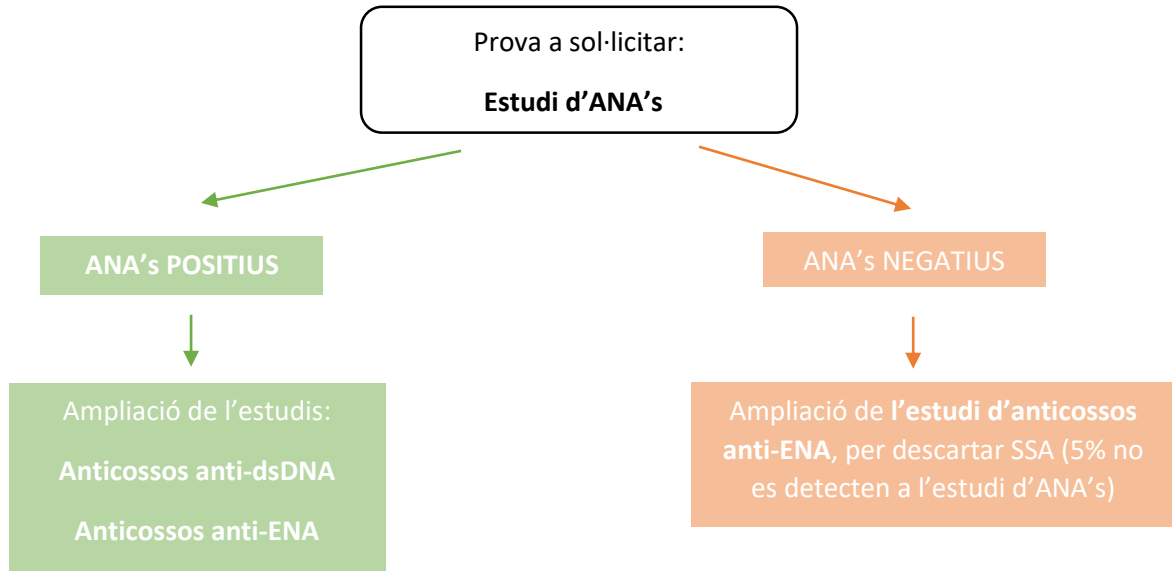 Prova a sol·licitar:
Estudi d’ANA’s
ANA’s POSITIUS
ANA’s NEGATIUS
Ampliació de l’estudis:
Anticossos anti-dsDNA
Anticossos anti-ENA
Ampliació de l’estudi d’anticossos
anti-ENA, per descartar SSA (5% no
es detecten a l’estudi d’ANA’s)